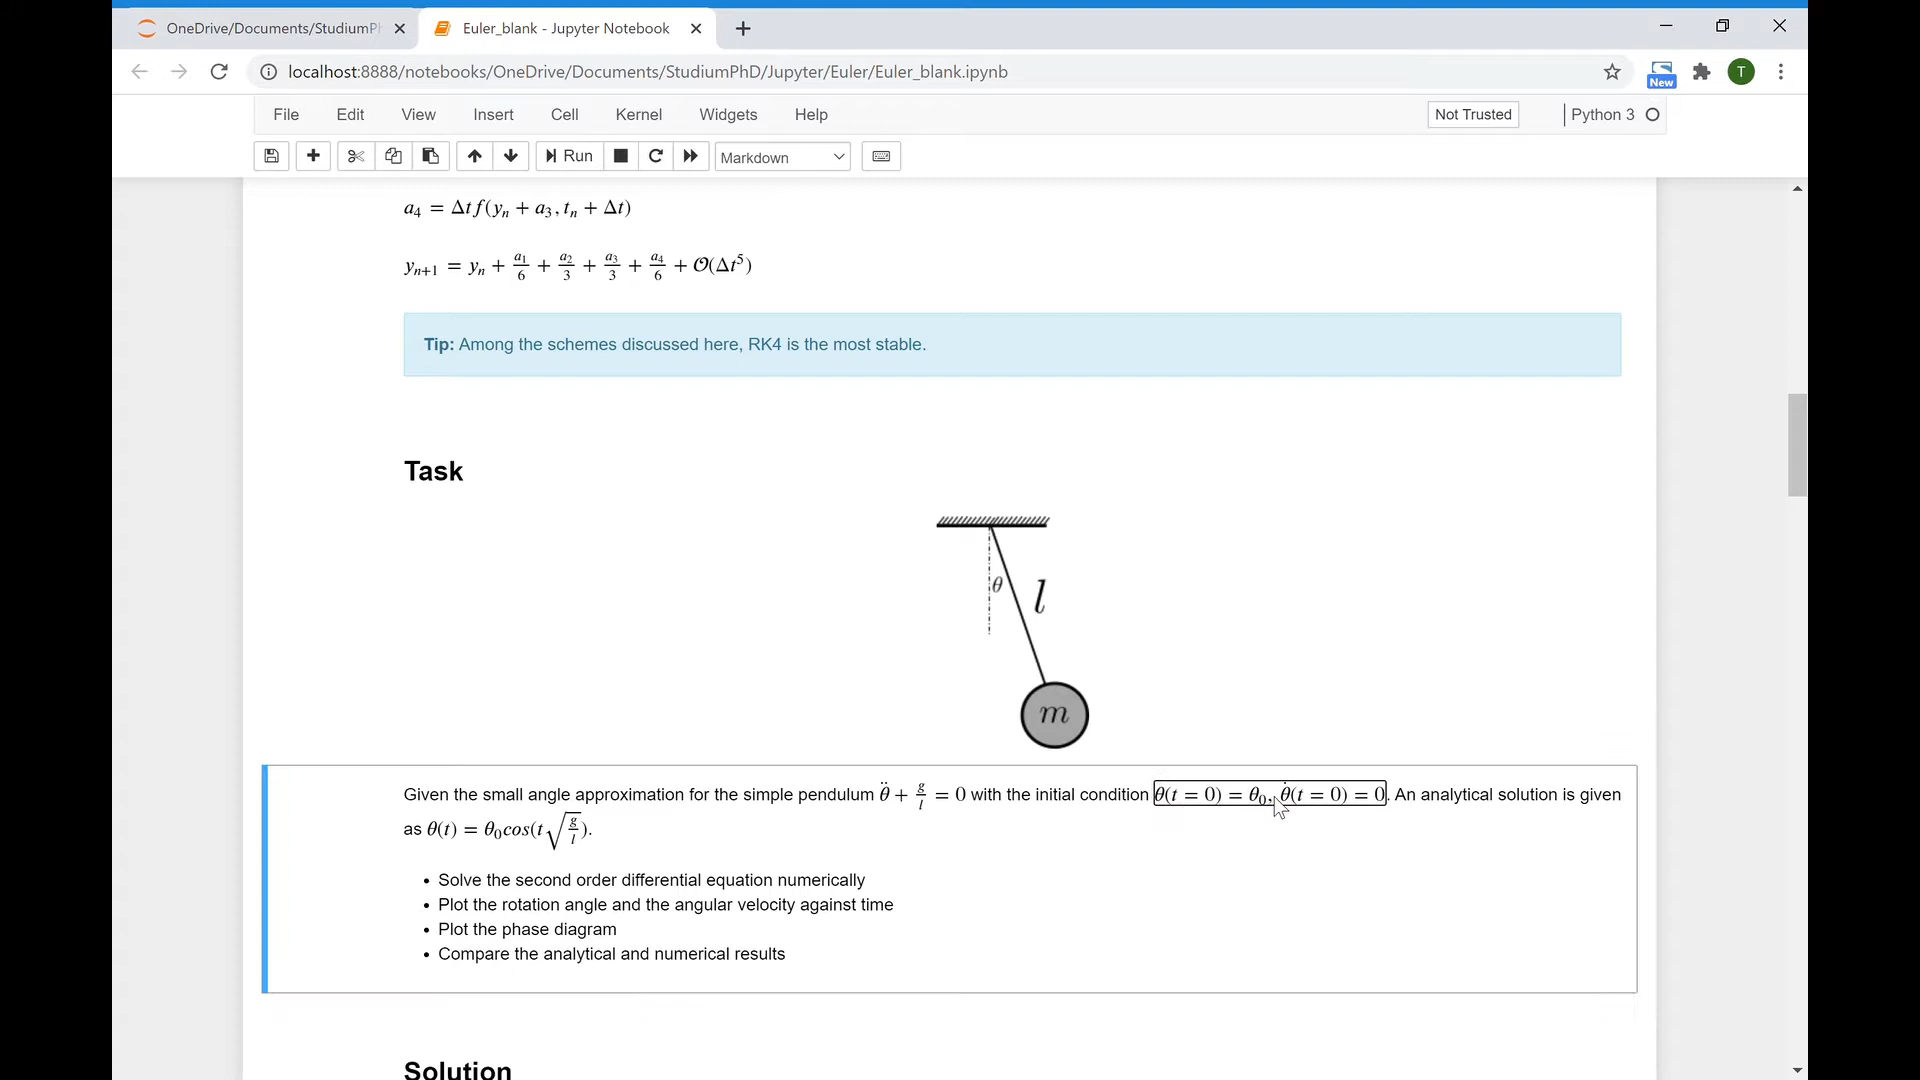 OneDrive/Documents/StudiumP
Euler_blank - Jupyter Notebook
localhost:8888/notebooks/OneDrive/Documents/StudiumPhD/Jupyter/Euler/Euler_blank.ipynb
New
T
File Edit View Insert Cell Kernel Widgets Help
Not Trusted
Python 3
Run
Markdown
a₄ = Δt f(yₙ + a₃, tₙ + Δt)
yₙ₊₁ = yₙ + a₁/6 + a₂/3 + a₃/3 + a₄/6 + 𝒪(Δt⁵)
Tip: Among the schemes discussed here, RK4 is the most stable.
Task
θ
l
m
Given the small angle approximation for the simple pendulum θ̈ + g/l = 0 with the initial condition θ(t = 0) = θ₀, θ̇(t = 0) = 0. An analytical solution is given
as θ(t) = θ₀cos(t√(g/l)).
• Solve the second order differential equation numerically
• Plot the rotation angle and the angular velocity against time
• Plot the phase diagram
• Compare the analytical and numerical results
Solution